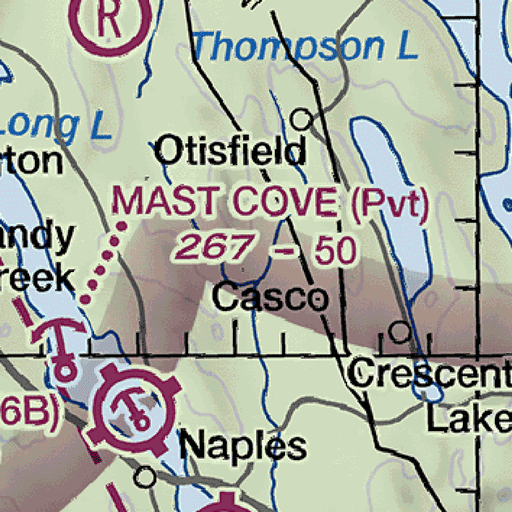 R
Thompson L
Long L
rton
Otisfield
MAST COVE (Pvt)
267 - 50
andy
reek
Casco
Crescent
Lake
6B)
Naples